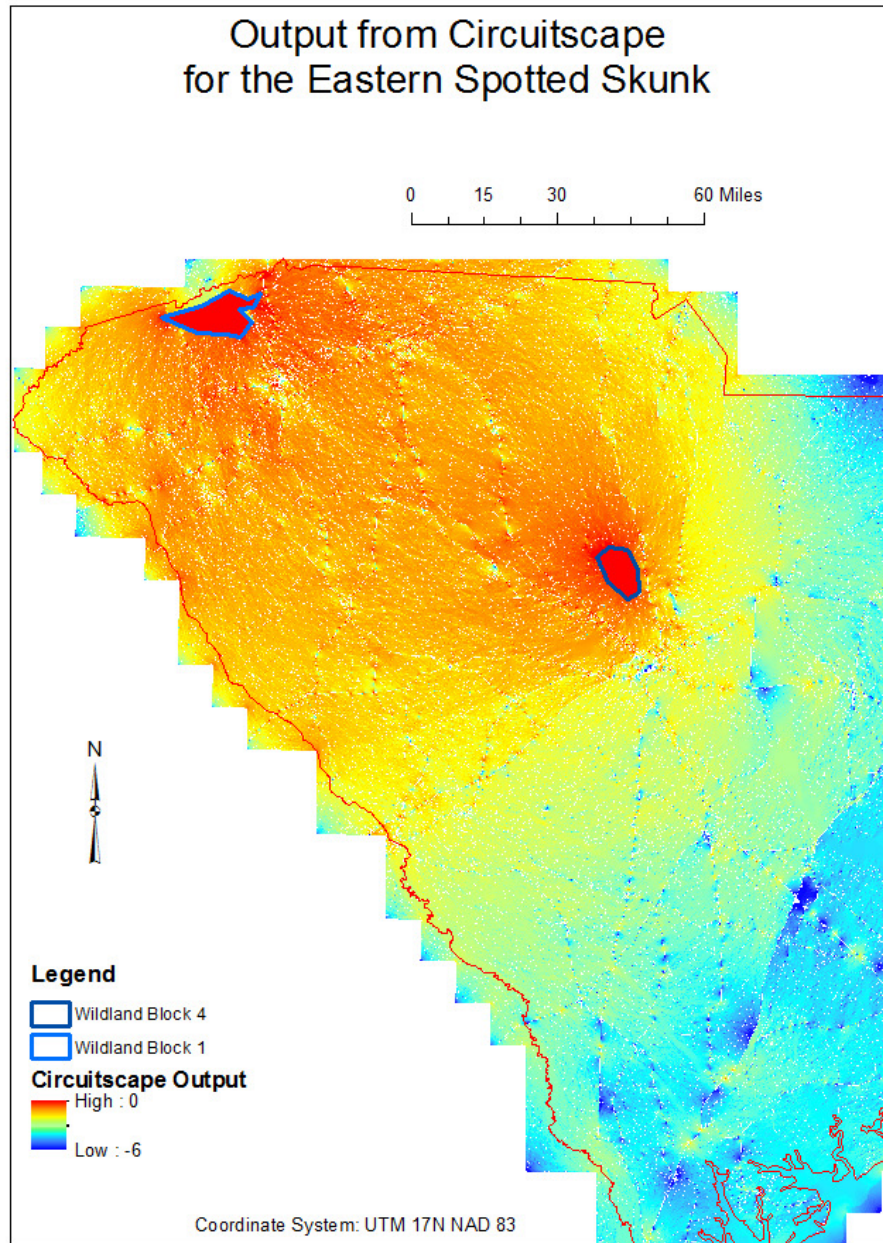 Output from Circuitscape
for the Eastern Spotted Skunk
0 15 30 60 Miles
N
Legend
Wildland Block 4
Wildland Block 1
Circuitscape Output
High : 0
Low : -6
Coordinate System: UTM 17N NAD 83